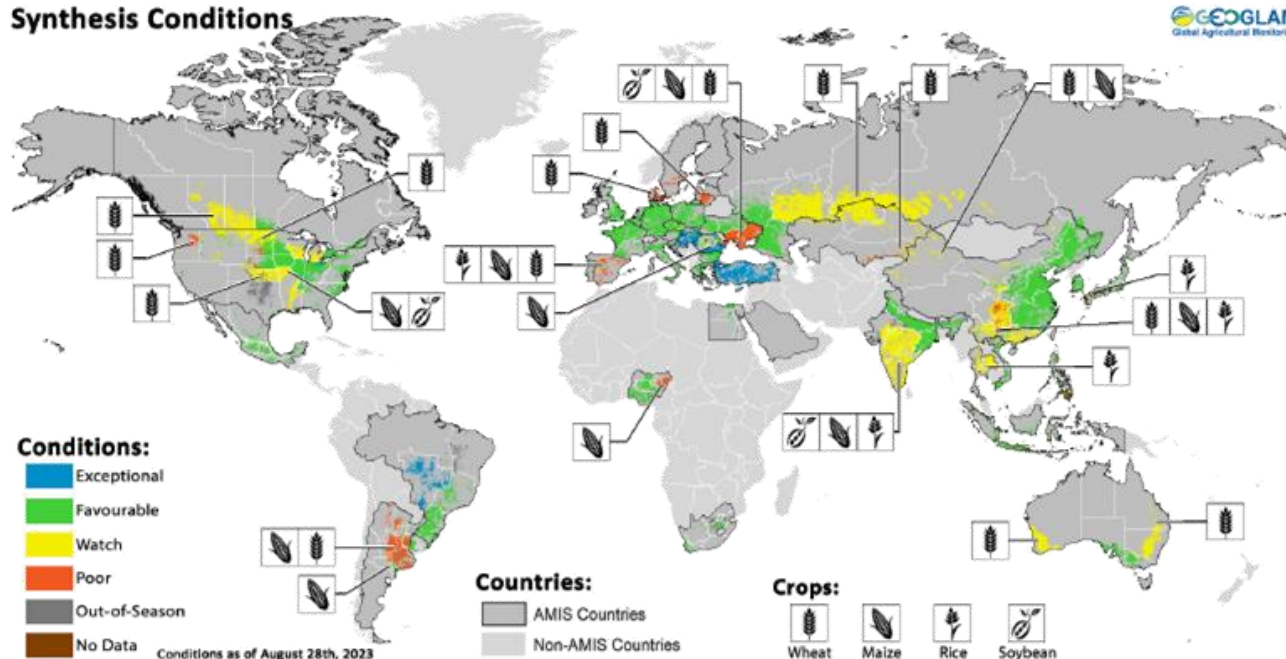 Synthesis Conditions
GEOGLAM
Global Agricultural Monitoring
Conditions:
Exceptional
Favourable
Watch
Poor
Out-of-Season
No Data
Conditions as of August 28th, 2023
Countries:
AMIS Countries
Non-AMIS Countries
Crops:
Wheat
Maize
Rice
Soybean